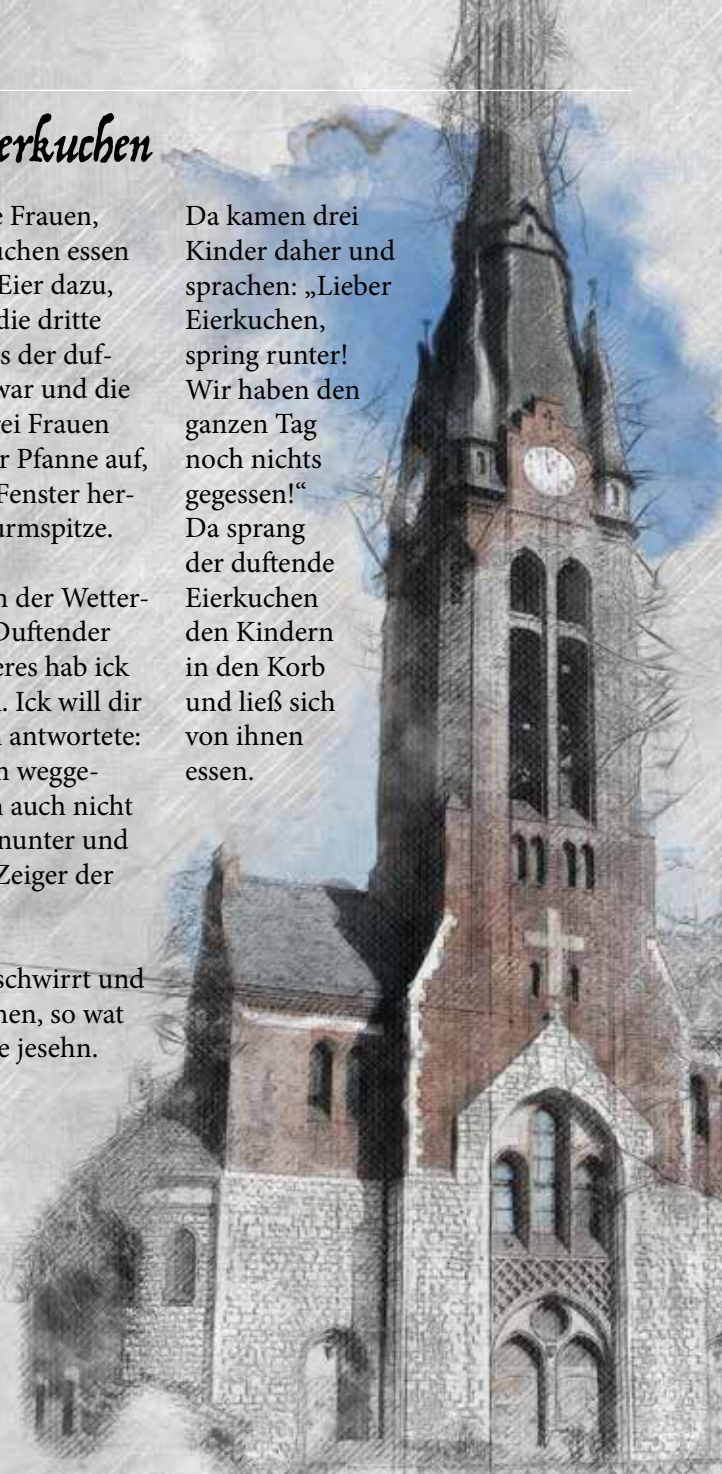 erkuchen
e Frauen,
uchen essen
Eier dazu,
die dritte
s der duf-
war und die
ei Frauen
r Pfanne auf,
Fenster her-
urmspitze.
n der Wetter-
Duftender
eres hab ick
. Ick will dir
n antwortete:
n wegge-
n auch nicht
nunter und
Zeiger der
schwirrt und
hen, so wat
e jesehn.
Da kamen drei
Kinder daher und
sprachen: „Lieber
Eierkuchen,
spring runter!
Wir haben den
ganzen Tag
noch nichts
gegessen!“
Da sprang
der duftende
Eierkuchen
den Kindern
in den Korb
und ließ sich
von ihnen
essen.